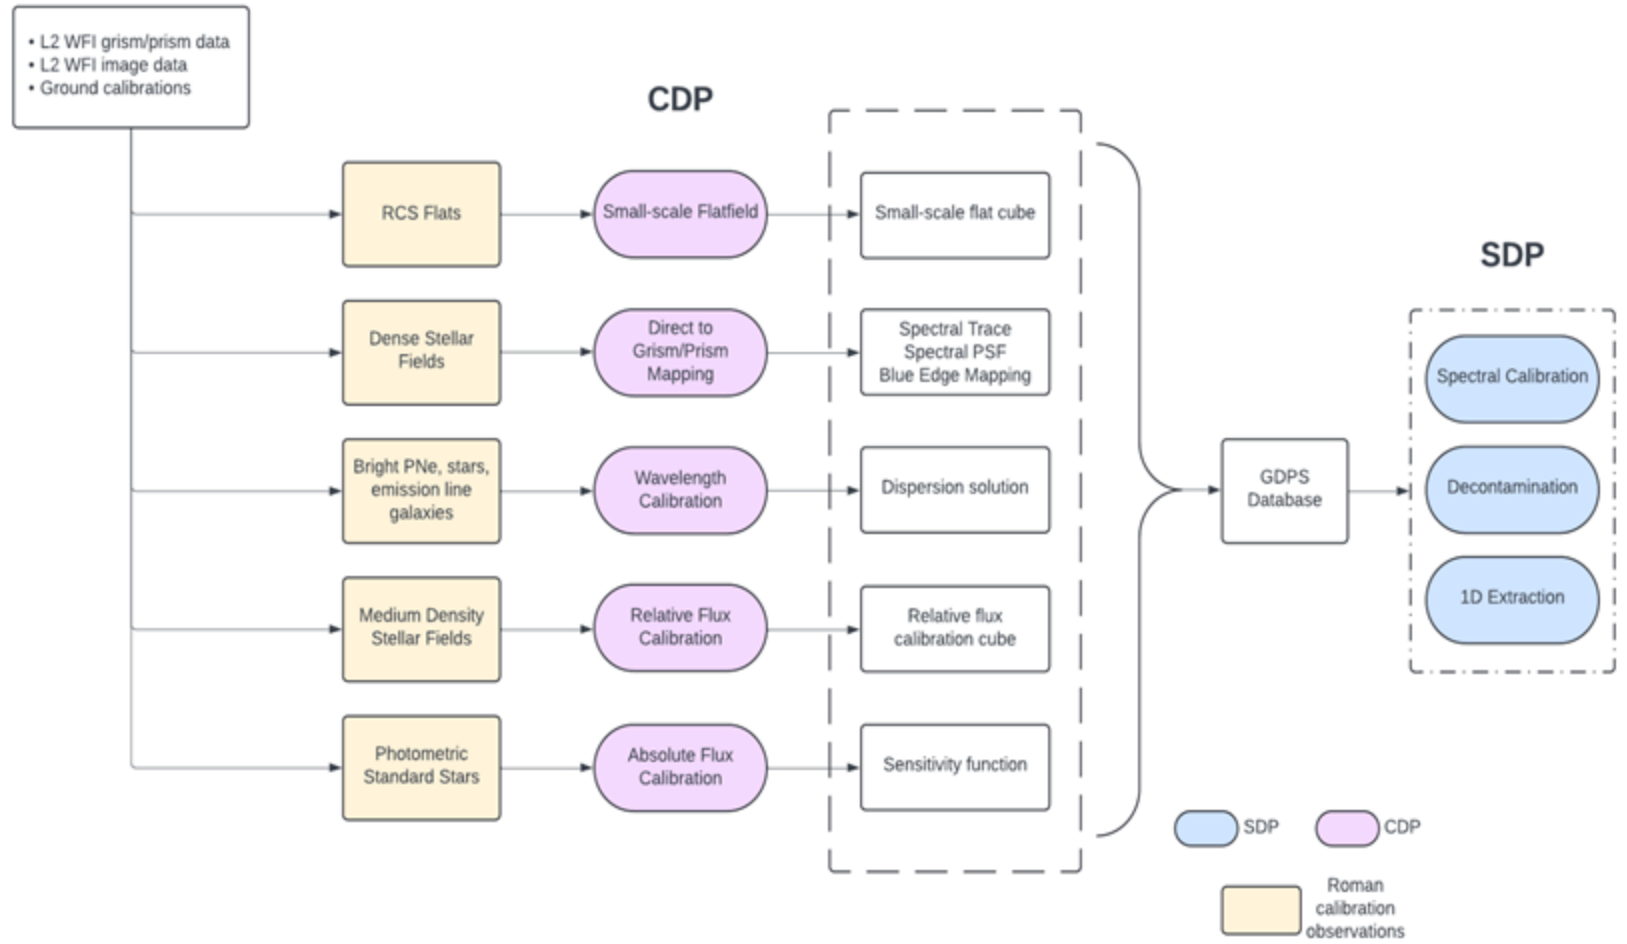 • L2 WFI grism/prism data
• L2 WFI image data
• Ground calibrations
CDP
RCS Flats
Small-scale Flatfield
Small-scale flat cube
Dense Stellar
Fields
Direct to
Grism/Prism
Mapping
Spectral Trace
Spectral PSF
Blue Edge Mapping
Bright PNe, stars,
emission line
galaxies
Wavelength
Calibration
Dispersion solution
Medium Density
Stellar Fields
Relative Flux
Calibration
Relative flux
calibration cube
Photometric
Standard Stars
Absolute Flux
Calibration
Sensitivity function
GDPS
Database
SDP
Spectral Calibration
Decontamination
1D Extraction
SDP
CDP
Roman
calibration
observations